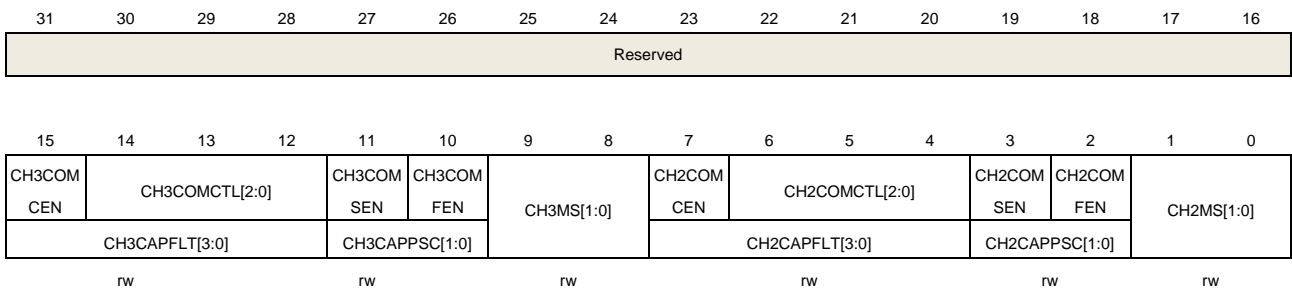 31 30 29 28 27 26 25 24 23 22 21 20 19 18 17 16
Reserved
15 14 13 12 11 10 9 8 7 6 5 4 3 2 1 0
CH3COM CEN CH3COMCTL[2:0] CH3COM SEN CH3COM FEN CH3MS[1:0] CH2COM CEN CH2COMCTL[2:0] CH2COM SEN CH2COM FEN CH2MS[1:0]
CH3CAPFLT[3:0] CH3CAPPSC[1:0] CH2CAPFLT[3:0] CH2CAPPSC[1:0]
rw rw rw rw rw rw